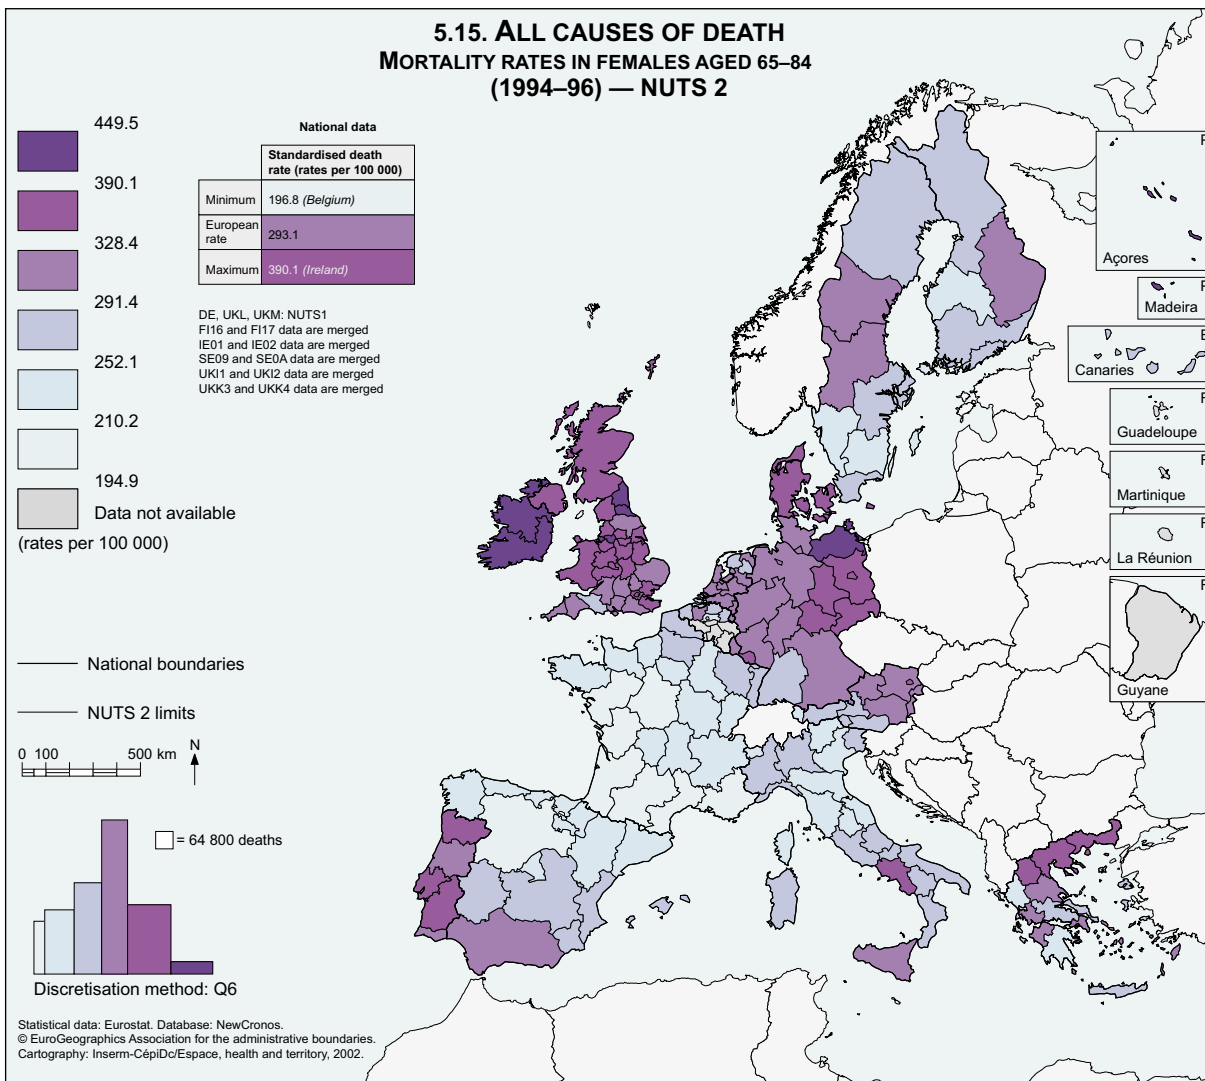 5.15. ALL CAUSES OF DEATH
MORTALITY RATES IN FEMALES AGED 65–84
(1994–96) — NUTS 2
449.5
390.1
328.4
291.4
252.1
210.2
194.9
Data not available
(rates per 100 000)
National data
Standardised death
rate (rates per 100 000)
Minimum 196.8 (Belgium)
European
rate 293.1
Maximum 390.1 (Ireland)
DE, UKL, UKM: NUTS1
FI16 and FI17 data are merged
IE01 and IE02 data are merged
SE09 and SE0A data are merged
UKI1 and UKI2 data are merged
UKK3 and UKK4 data are merged
Açores
Madeira
Canaries
Guadeloupe
Martinique
La Réunion
Guyane
National boundaries
NUTS 2 limits
0 100 500 km
N
= 64 800 deaths
Discretisation method: Q6
Statistical data: Eurostat. Database: NewCronos.
© EuroGeographics Association for the administrative boundaries.
Cartography: Inserm-CépiDc/Espace, health and territory, 2002.